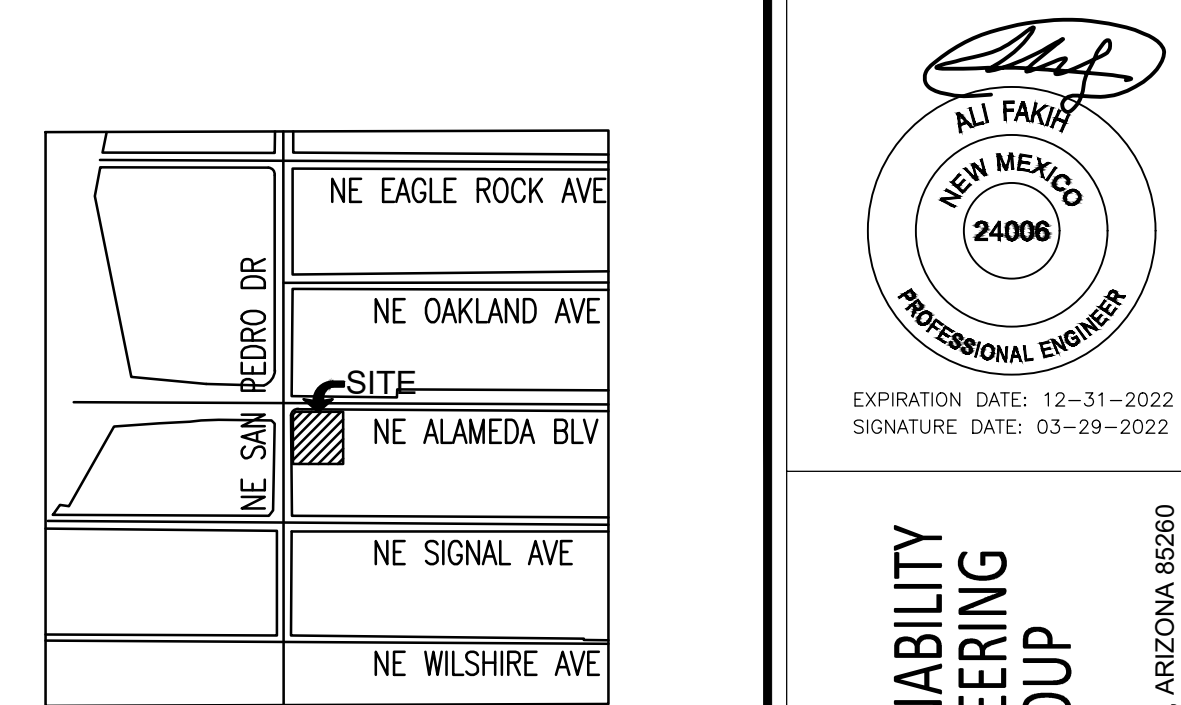 NE EAGLE ROCK AVE
NE OAKLAND AVE
NE SAN PEDRO DR
SITE
NE ALAMEDA BLV
NE SIGNAL AVE
NE WILSHIRE AVE
ALI FAKIH
NEW MEXICO
24006
PROFESSIONAL ENGINEER
EXPIRATION DATE: 12-31-2022
SIGNATURE DATE: 03-29-2022
ARIZONA 85260